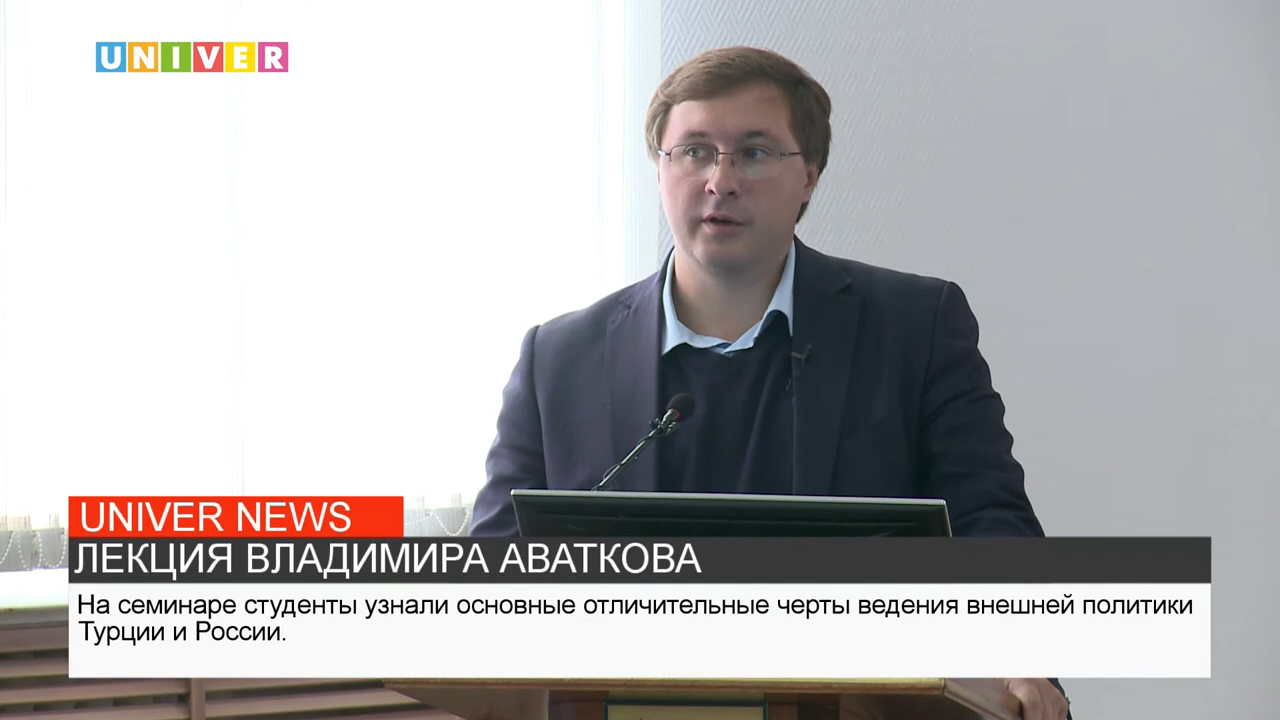 UNIVER
UNIVER NEWS
ЛЕКЦИЯ ВЛАДИМИРА АВАТКОВА
На семинаре студенты узнали основные отличительные черты ведения внешней политики
Турции и России.